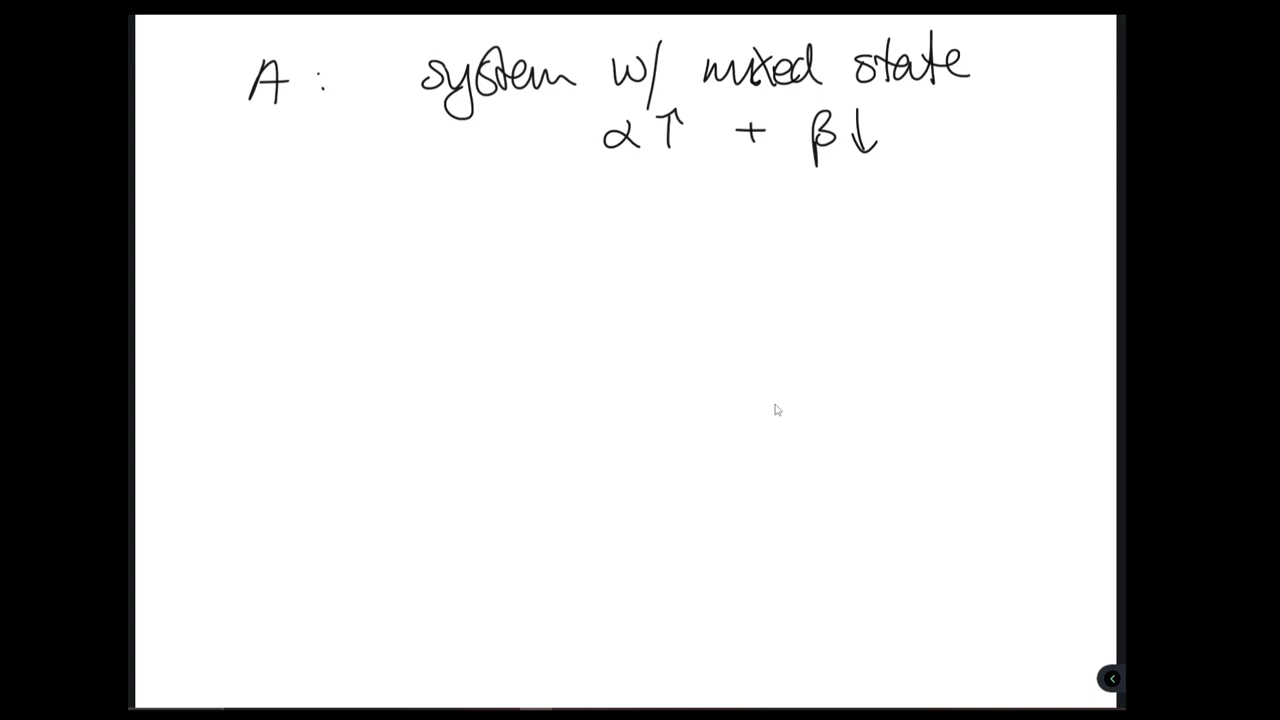 A : system w/ mixed state
α↑ + β↓